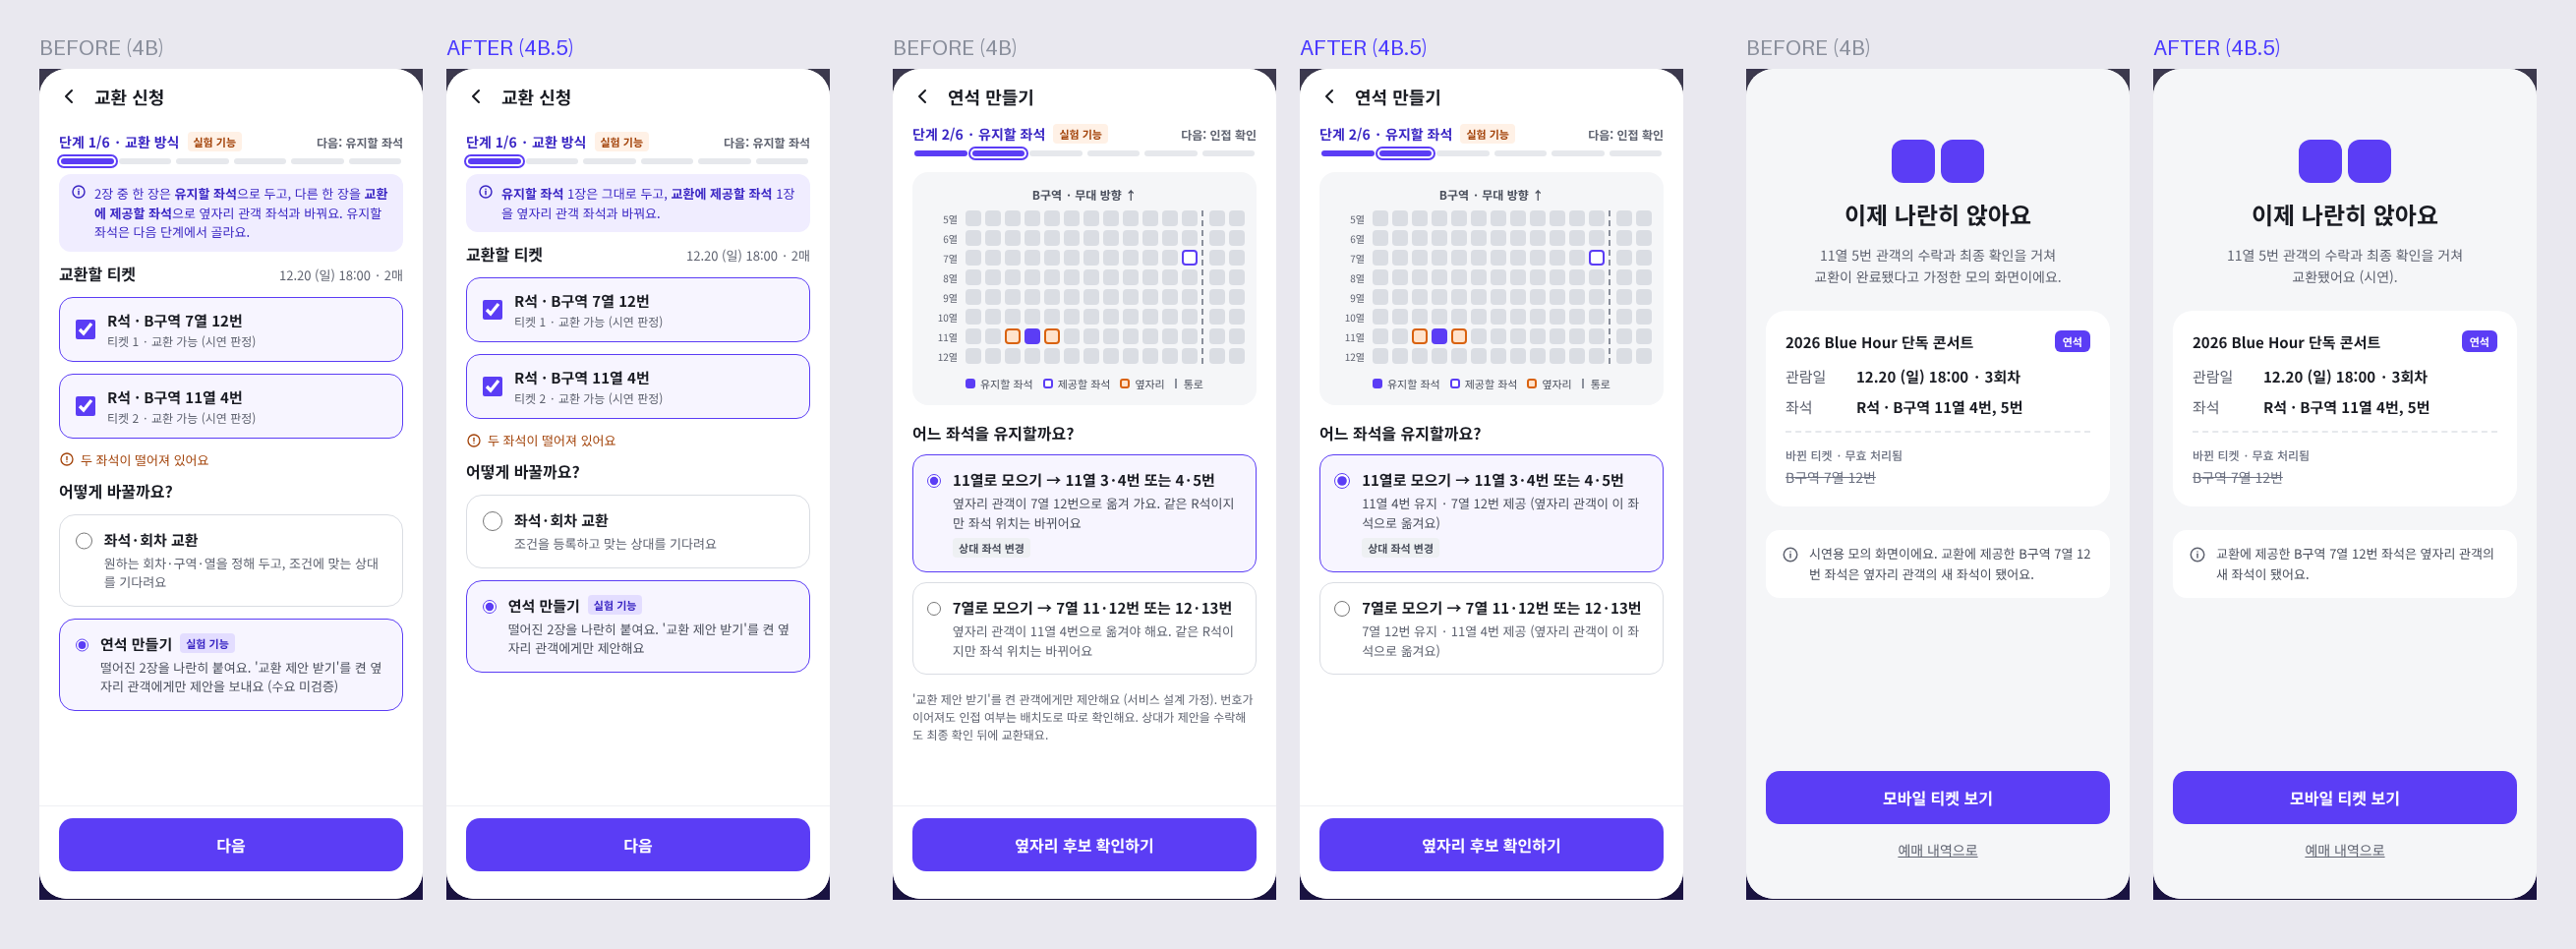 BEFORE (4B)
교환 신청
단계 1/6 · 교환 방식 실험 기능 다음: 유지할 좌석
2장 중 한 장은 유지할 좌석으로 두고, 다른 한 장을 교환
에 제공할 좌석으로 옆자리 관객 좌석과 바꿔요. 유지할
좌석은 다음 단계에서 골라요.
교환할 티켓 12.20 (일) 18:00 · 2매
R석 · B구역 7열 12번
티켓 1 · 교환 가능 (시연 판정)
R석 · B구역 11열 4번
티켓 2 · 교환 가능 (시연 판정)
두 좌석이 떨어져 있어요
어떻게 바꿀까요?
좌석·회차 교환
원하는 회차·구역·열을 정해 두고, 조건에 맞는 상대
를 기다려요
연석 만들기 실험 기능
떨어진 2장을 나란히 붙여요. '교환 제안 받기'를 켠 옆
자리 관객에게만 제안을 보내요 (수요 미검증)
다음
AFTER (4B.5)
교환 신청
단계 1/6 · 교환 방식 실험 기능 다음: 유지할 좌석
유지할 좌석 1장은 그대로 두고, 교환에 제공할 좌석 1장
을 옆자리 관객 좌석과 바꿔요.
교환할 티켓 12.20 (일) 18:00 · 2매
R석 · B구역 7열 12번
티켓 1 · 교환 가능 (시연 판정)
R석 · B구역 11열 4번
티켓 2 · 교환 가능 (시연 판정)
두 좌석이 떨어져 있어요
어떻게 바꿀까요?
좌석·회차 교환
조건을 등록하고 맞는 상대를 기다려요
연석 만들기 실험 기능
떨어진 2장을 나란히 붙여요. '교환 제안 받기'를 켠 옆
자리 관객에게만 제안해요
다음
BEFORE (4B)
연석 만들기
단계 2/6 · 유지할 좌석 실험 기능 다음: 인접 확인
B구역 · 무대 방향 ↑
5열
6열
7열
8열
9열
10열
11열
12열
유지할 좌석 제공할 좌석 옆자리 통로
어느 좌석을 유지할까요?
11열로 모으기 → 11열 3·4번 또는 4·5번
옆자리 관객이 7열 12번으로 옮겨 가요. 같은 R석이지
만 좌석 위치는 바뀌어요
상대 좌석 변경
7열로 모으기 → 7열 11·12번 또는 12·13번
옆자리 관객이 11열 4번으로 옮겨야 해요. 같은 R석이
지만 좌석 위치는 바뀌어요
'교환 제안 받기'를 켠 관객에게만 제안해요 (서비스 설계 가정). 번호가
이어져도 인접 여부는 배치도로 따로 확인해요. 상대가 제안을 수락해
도 최종 확인 뒤에 교환돼요.
옆자리 후보 확인하기
AFTER (4B.5)
연석 만들기
단계 2/6 · 유지할 좌석 실험 기능 다음: 인접 확인
B구역 · 무대 방향 ↑
5열
6열
7열
8열
9열
10열
11열
12열
유지할 좌석 제공할 좌석 옆자리 통로
어느 좌석을 유지할까요?
11열로 모으기 → 11열 3·4번 또는 4·5번
11열 4번 유지 · 7열 12번 제공 (옆자리 관객이 이 좌
석으로 옮겨요)
상대 좌석 변경
7열로 모으기 → 7열 11·12번 또는 12·13번
7열 12번 유지 · 11열 4번 제공 (옆자리 관객이 이 좌
석으로 옮겨요)
옆자리 후보 확인하기
BEFORE (4B)
이제 나란히 앉아요
11열 5번 관객의 수락과 최종 확인을 거쳐
교환이 완료됐다고 가정한 모의 화면이에요.
2026 Blue Hour 단독 콘서트 연석
관람일 12.20 (일) 18:00 · 3회차
좌석 R석 · B구역 11열 4번, 5번
바뀐 티켓 · 무효 처리됨
B구역 7열 12번
시연용 모의 화면이에요. 교환에 제공한 B구역 7열 12
번 좌석은 옆자리 관객의 새 좌석이 됐어요.
모바일 티켓 보기
예매 내역으로
AFTER (4B.5)
이제 나란히 앉아요
11열 5번 관객의 수락과 최종 확인을 거쳐
교환됐어요 (시연).
2026 Blue Hour 단독 콘서트 연석
관람일 12.20 (일) 18:00 · 3회차
좌석 R석 · B구역 11열 4번, 5번
바뀐 티켓 · 무효 처리됨
B구역 7열 12번
교환에 제공한 B구역 7열 12번 좌석은 옆자리 관객의
새 좌석이 됐어요.
모바일 티켓 보기
예매 내역으로